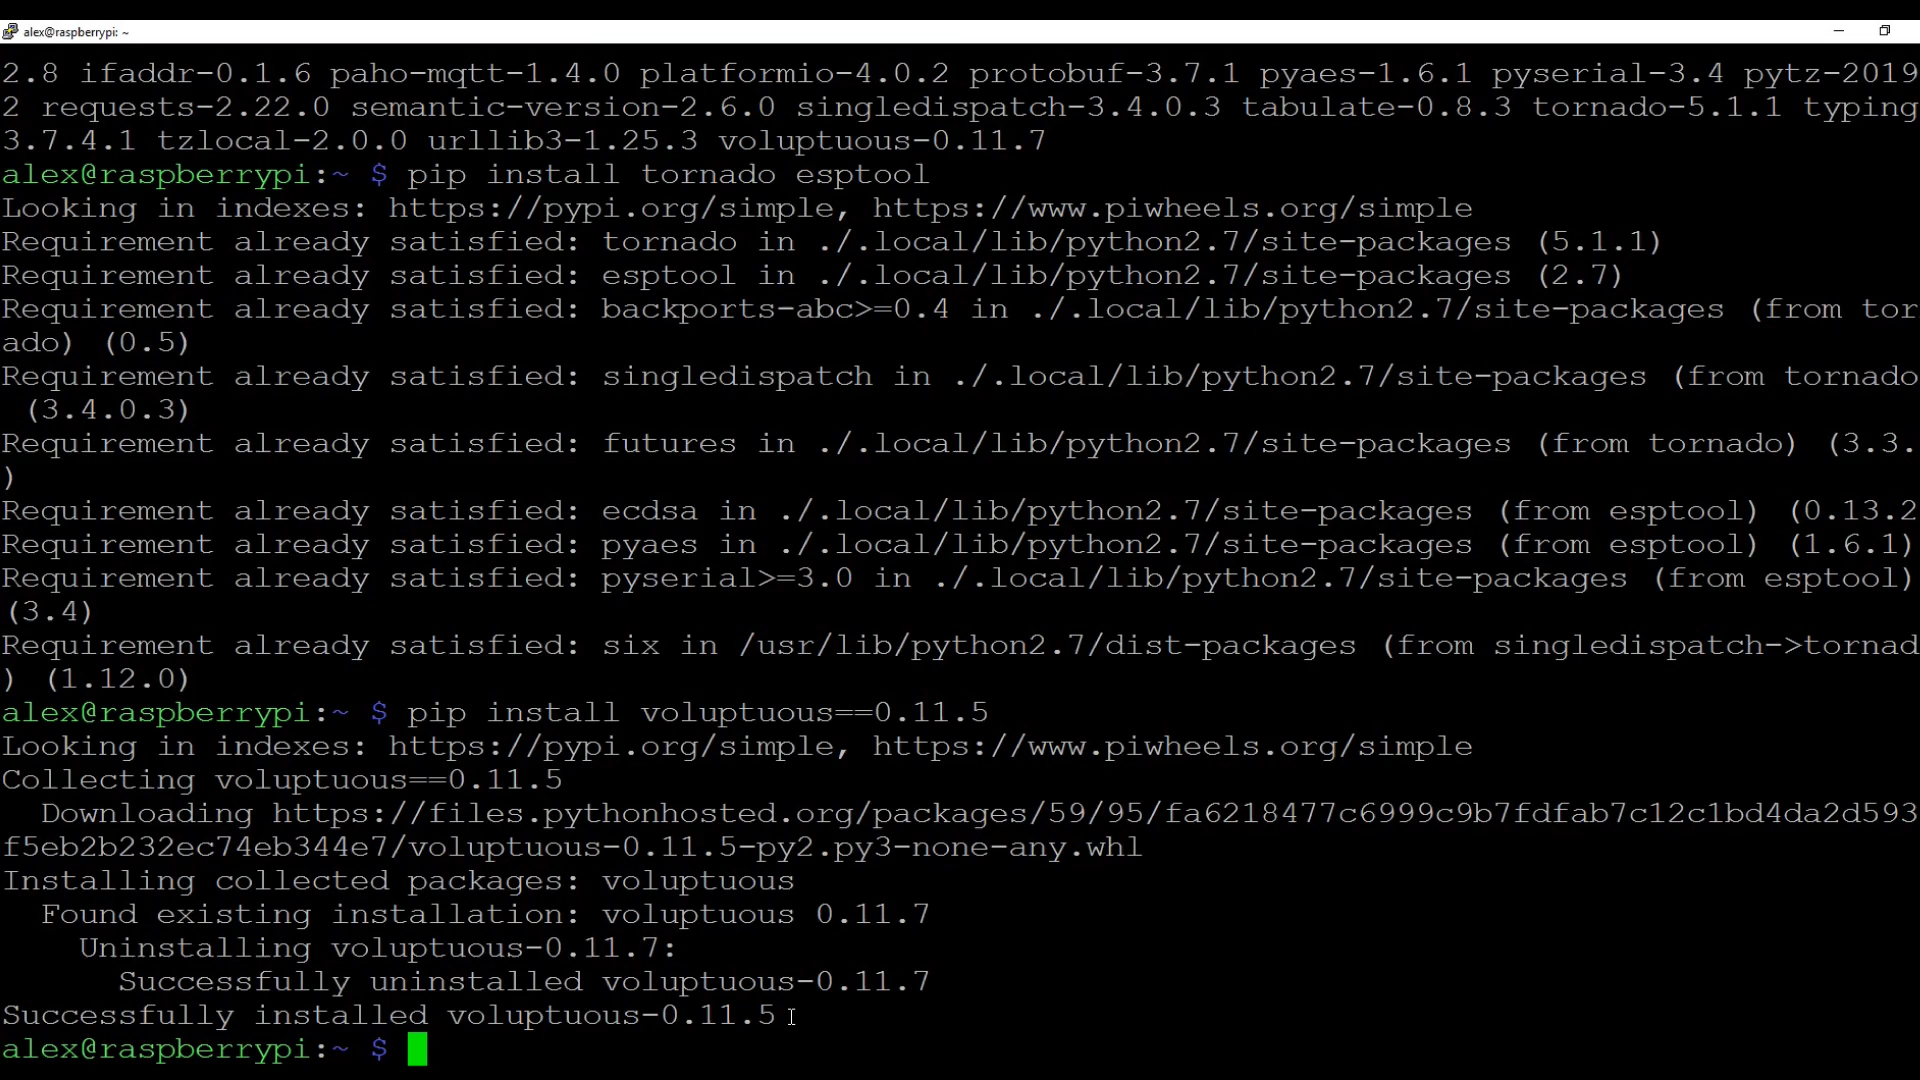 alex@raspberrypi: ~
2.8 ifaddr-0.1.6 paho-mqtt-1.4.0 platformio-4.0.2 protobuf-3.7.1 pyaes-1.6.1 pyserial-3.4 pytz-2019
2 requests-2.22.0 semantic-version-2.6.0 singledispatch-3.4.0.3 tabulate-0.8.3 tornado-5.1.1 typing
3.7.4.1 tzlocal-2.0.0 urllib3-1.25.3 voluptuous-0.11.7
alex@raspberrypi:~ $ pip install tornado esptool
Looking in indexes: https://pypi.org/simple, https://www.piwheels.org/simple
Requirement already satisfied: tornado in ./.local/lib/python2.7/site-packages (5.1.1)
Requirement already satisfied: esptool in ./.local/lib/python2.7/site-packages (2.7)
Requirement already satisfied: backports-abc>=0.4 in ./.local/lib/python2.7/site-packages (from tor
ado) (0.5)
Requirement already satisfied: singledispatch in ./.local/lib/python2.7/site-packages (from tornado
(3.4.0.3)
Requirement already satisfied: futures in ./.local/lib/python2.7/site-packages (from tornado) (3.3.
)
Requirement already satisfied: ecdsa in ./.local/lib/python2.7/site-packages (from esptool) (0.13.2
Requirement already satisfied: pyaes in ./.local/lib/python2.7/site-packages (from esptool) (1.6.1)
Requirement already satisfied: pyserial>=3.0 in ./.local/lib/python2.7/site-packages (from esptool)
(3.4)
Requirement already satisfied: six in /usr/lib/python2.7/dist-packages (from singledispatch->tornad
) (1.12.0)
alex@raspberrypi:~ $ pip install voluptuous==0.11.5
Looking in indexes: https://pypi.org/simple, https://www.piwheels.org/simple
Collecting voluptuous==0.11.5
Downloading https://files.pythonhosted.org/packages/59/95/fa6218477c6999c9b7fdfab7c12c1bd4da2d593
f5eb2b232ec74eb344e7/voluptuous-0.11.5-py2.py3-none-any.whl
Installing collected packages: voluptuous
Found existing installation: voluptuous 0.11.7
Uninstalling voluptuous-0.11.7:
Successfully uninstalled voluptuous-0.11.7
Successfully installed voluptuous-0.11.5
alex@raspberrypi:~ $